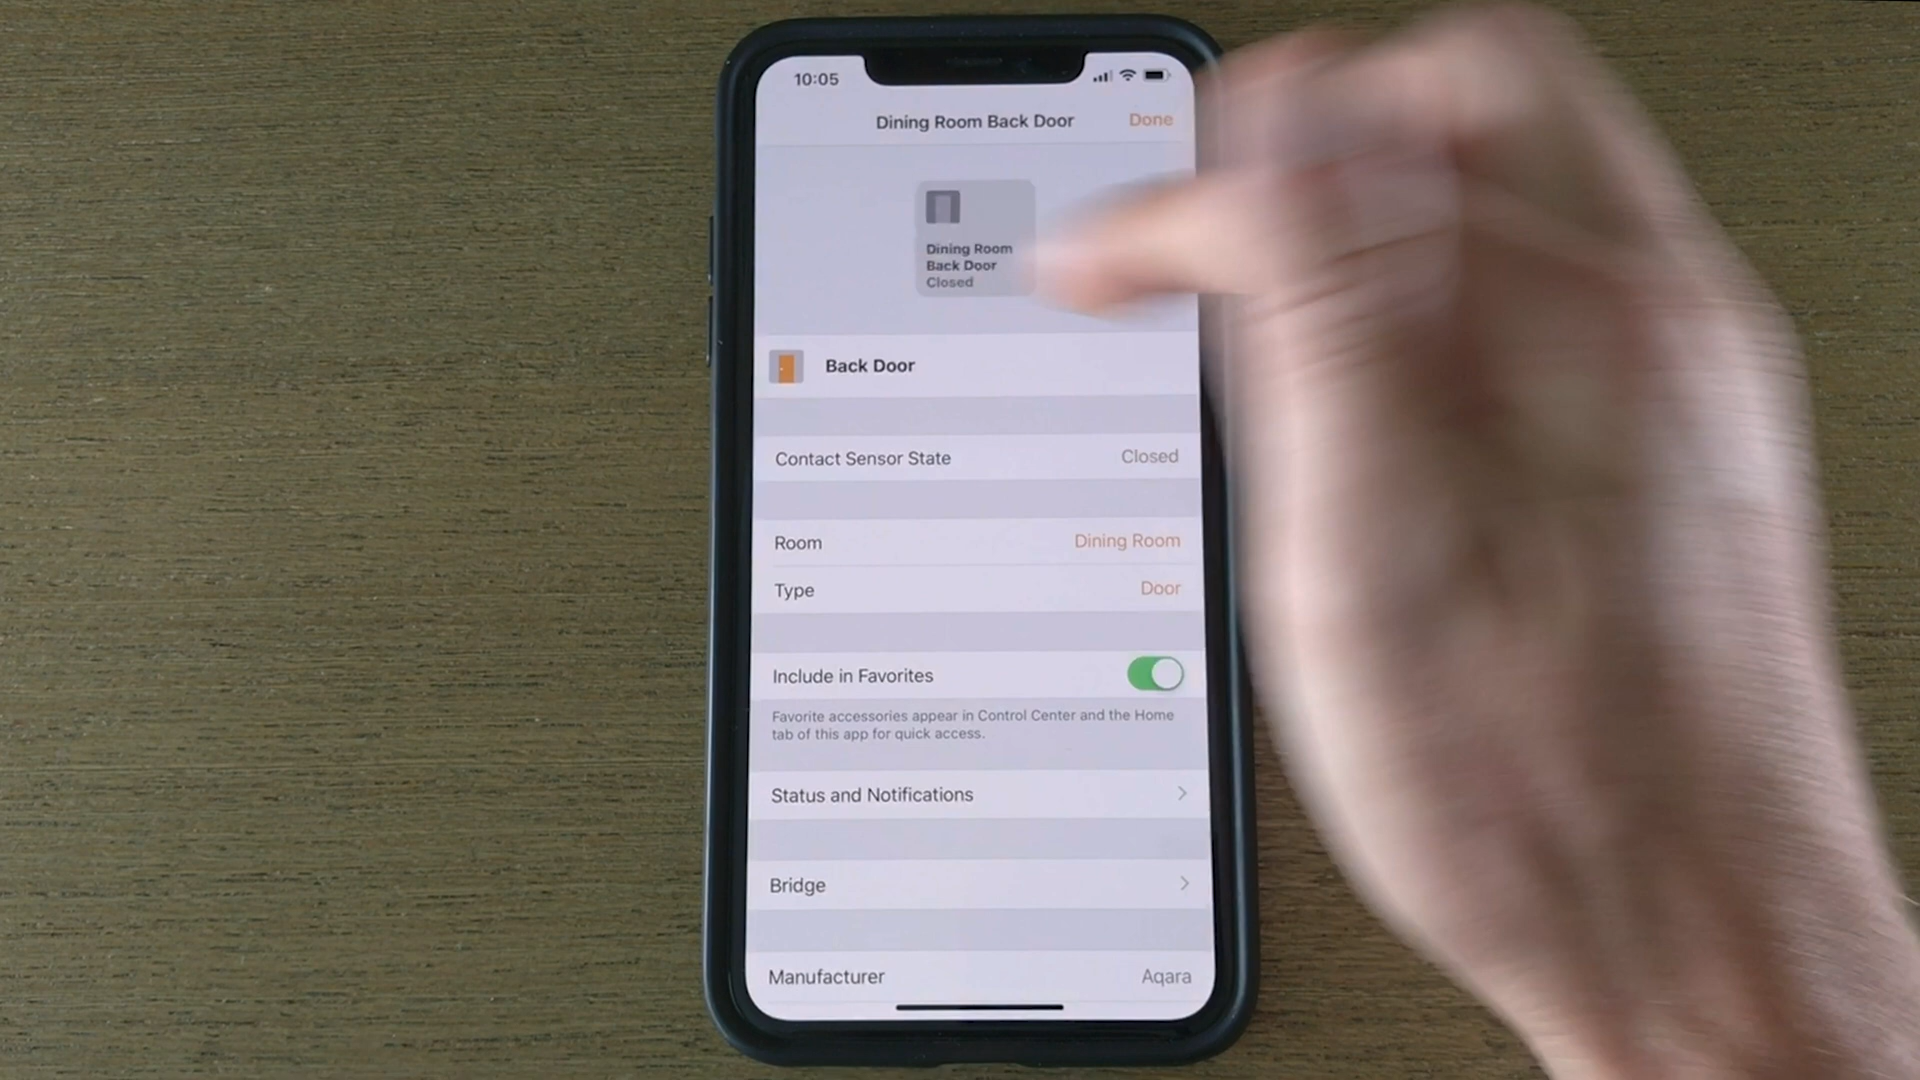 10:05
Dining Room Back Door
Done
Dining Room
Back Door
Closed
Back Door
Contact Sensor State
Closed
Room
Dining Room
Type
Door
Include in Favorites
Favorite accessories appear in Control Center and the Home
tab of this app for quick access.
Status and Notifications
Bridge
Manufacturer
Aqara